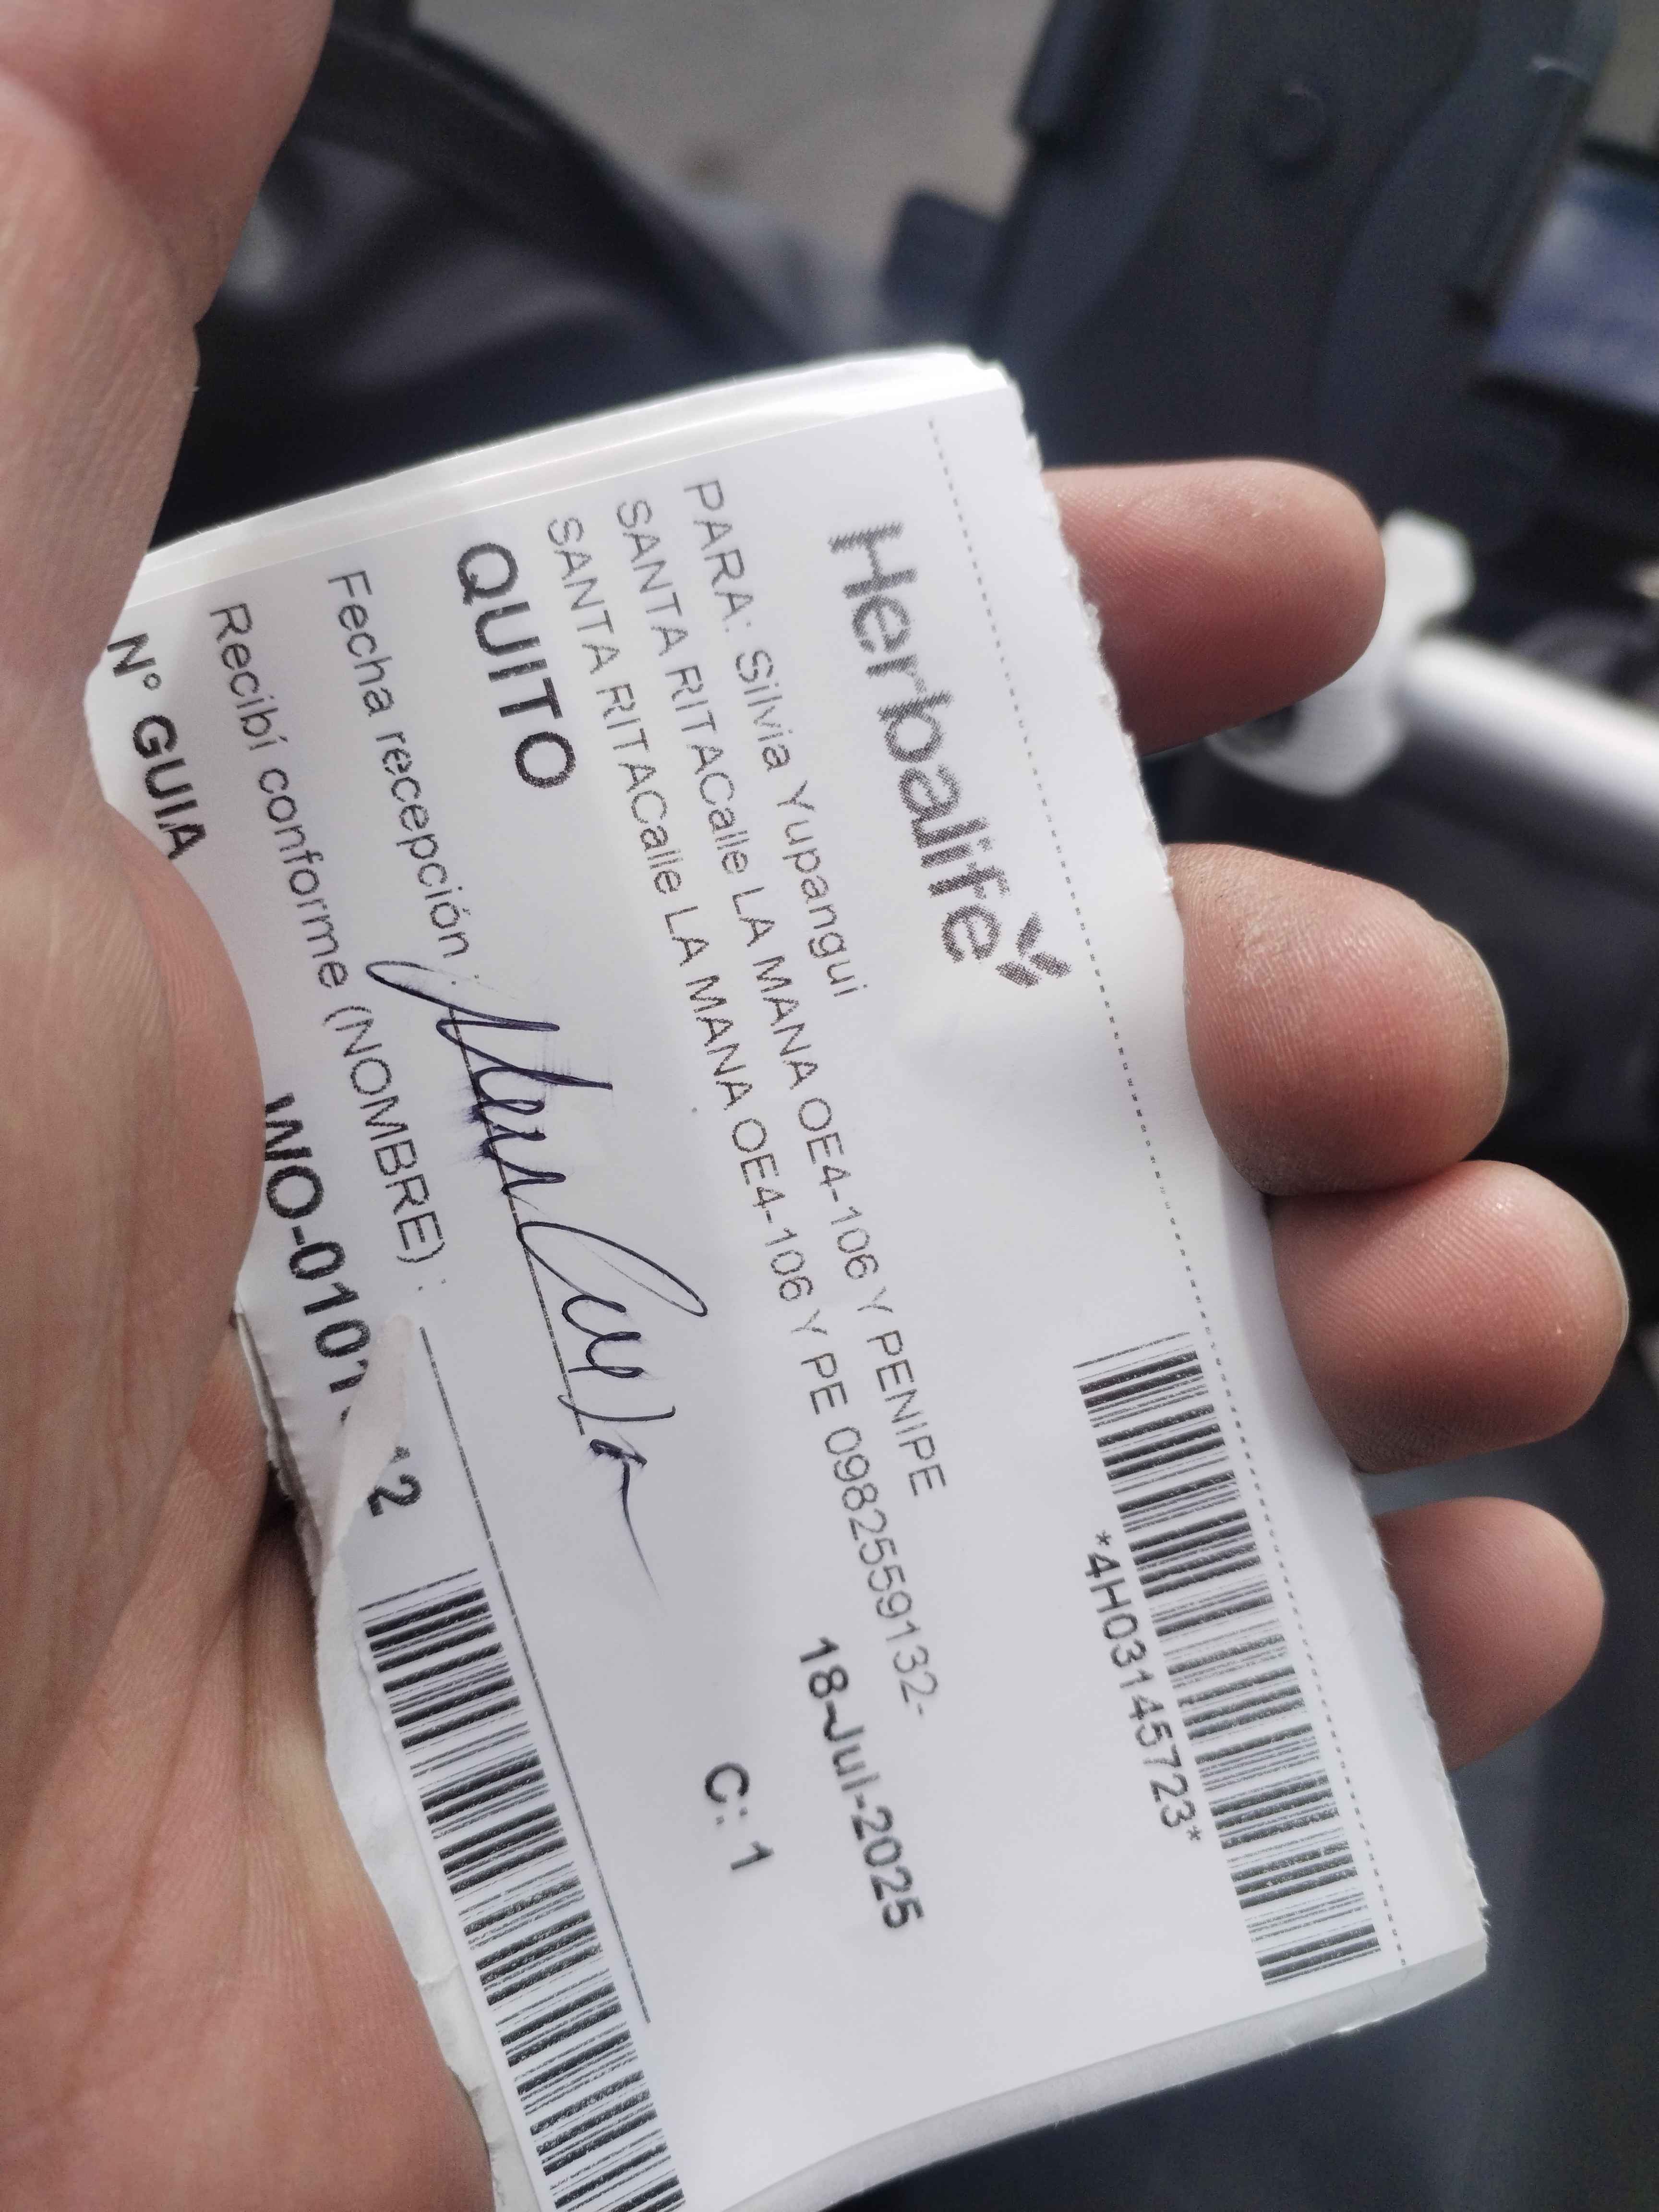 Herbalife
*4H03145723*
PARA: Silvia Yupangui
SANTA RITACalle LA MANA OE4-106 Y PENIPE
SANTA RITACalle LA MANA OE4-106 Y PE 0982559132-
18-Jul-2025
QUITO
C: 1
Fecha recepción :
Recibí conforme (NOMBRE) :
N° GUIA